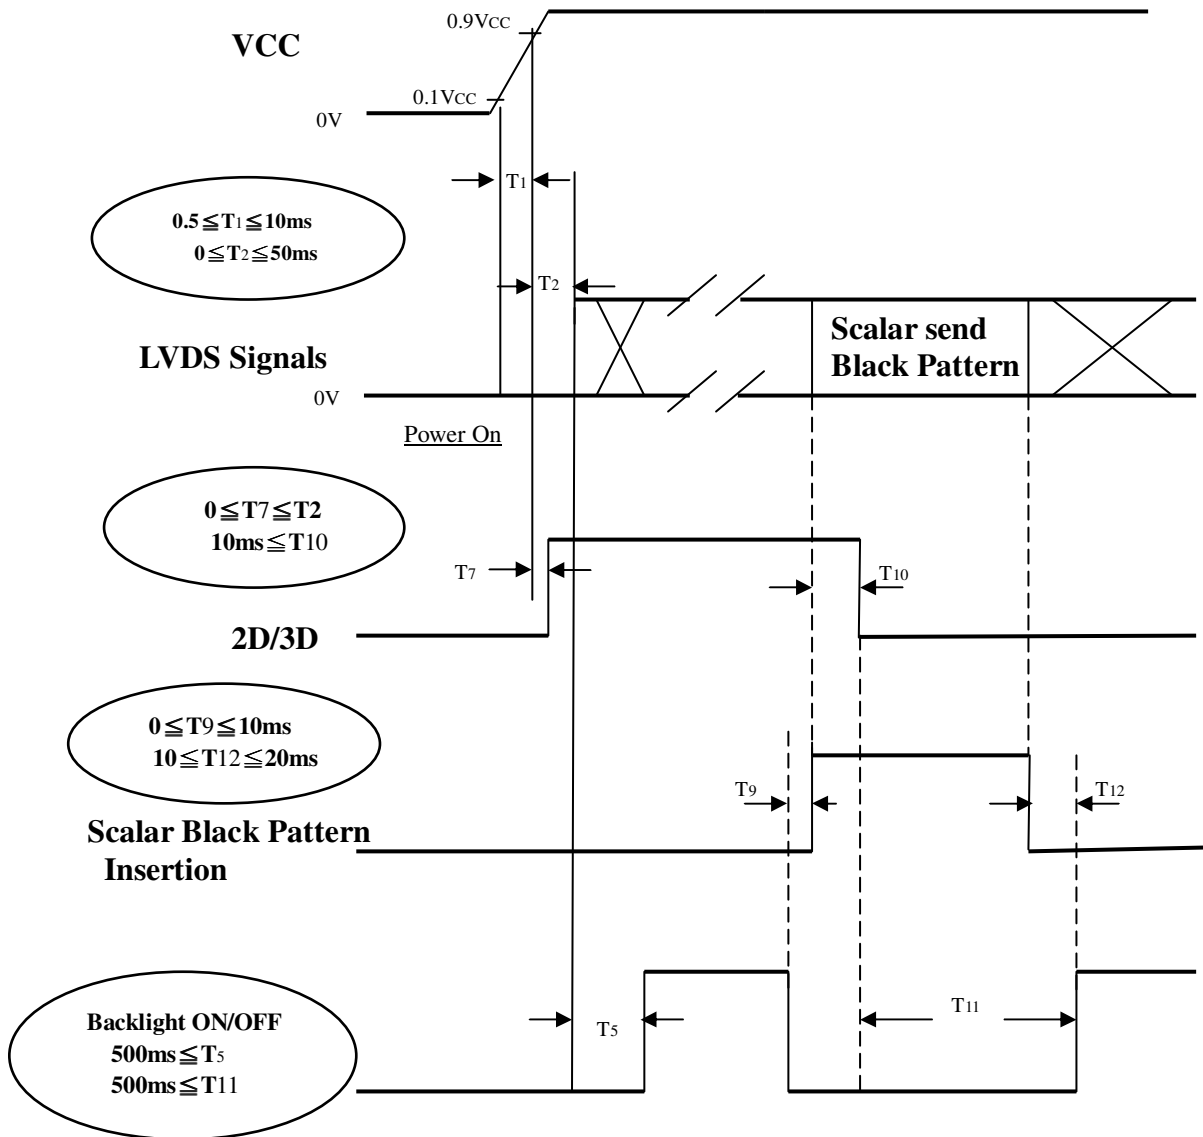 0.9VCC
VCC
0.1VCC
0V
T1
0.5≦T1≦10ms
0≦T2≦50ms
T2
Scalar send
Black Pattern
LVDS Signals
0V
Power On
0≦T7≦T2
10ms≦T10
T7
T10
2D/3D
0≦T9≦10ms
10≦T12≦20ms
T9
T12
Scalar Black Pattern
Insertion
Backlight ON/OFF
500ms≦T5
500ms≦T11
T5
T11